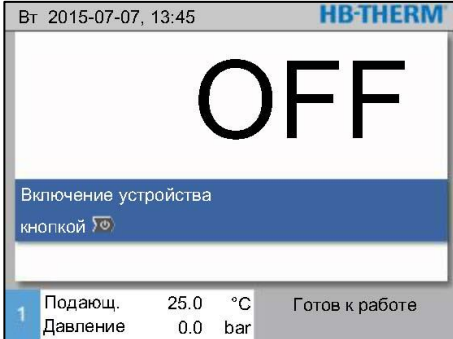 Вт 2015-07-07, 13:45 HB-THERM
OFF
Включение устройства
кнопкой
1 Подающ. 25.0 °C Готов к работе
Давление 0.0 bar